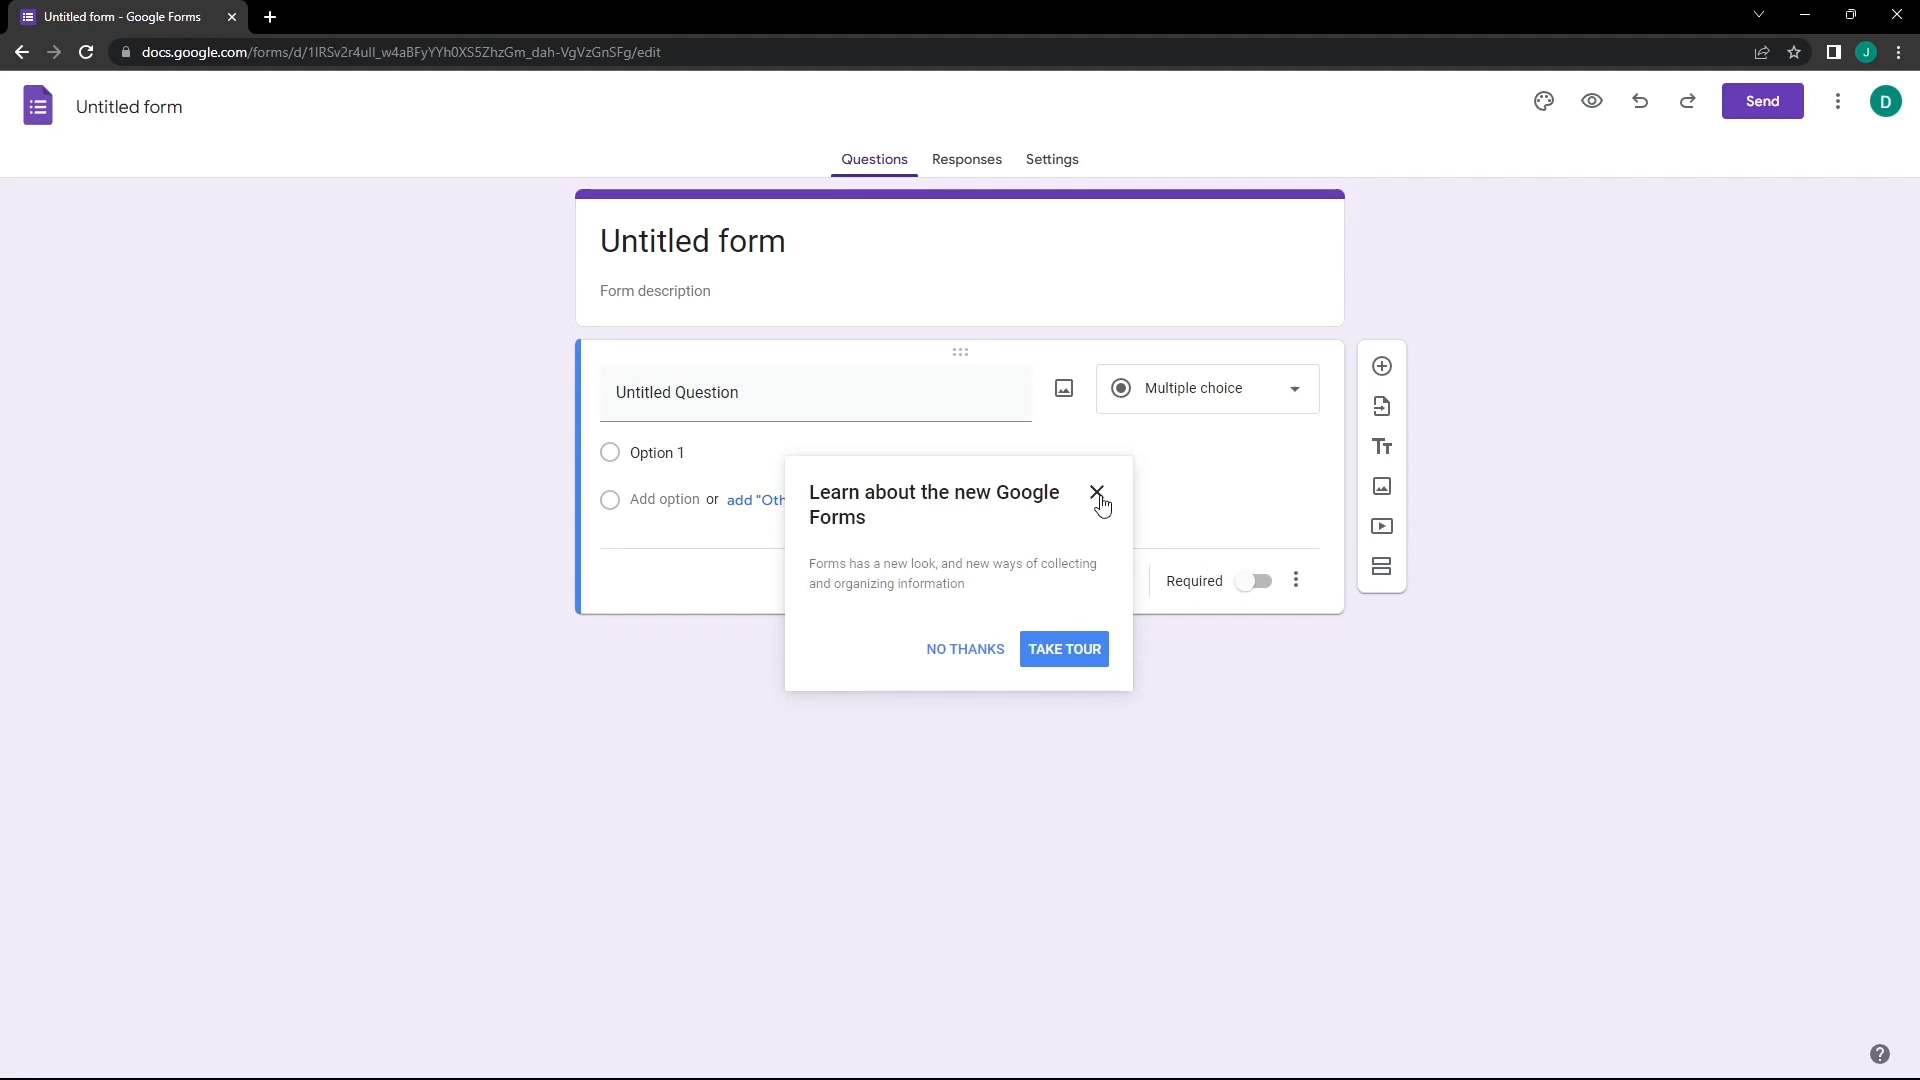 Untitled form - Google Forms
docs.google.com/forms/d/1IRSv2r4ull_w4aBFyYYh0XS5ZhzGm_dah-VgVzGnSFg/edit
J
Untitled form
Send
D
Questions Responses Settings
Untitled form
Form description
Untitled Question
Multiple choice
Option 1
Add option or add "Oth
Learn about the new Google
Forms
Forms has a new look, and new ways of collecting
and organizing information
NO THANKS TAKE TOUR
Required
Tт